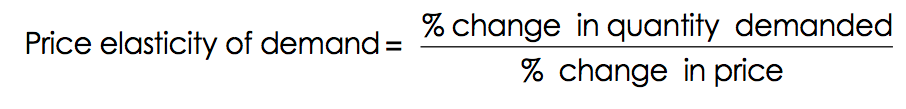 % change in quantity demanded
Price elasticity of demand =
% change in price